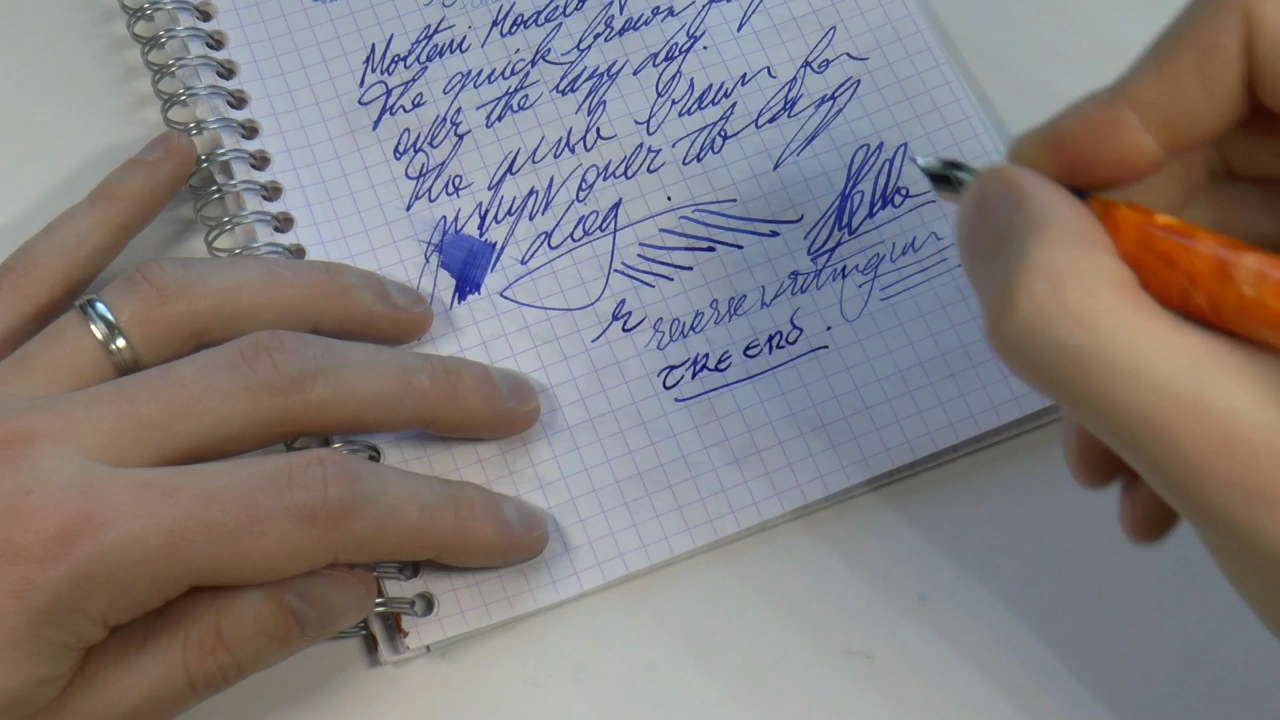 Molteni Modelo
The quick brown
over the lazy dog.
The quick brown fox
jumps over the lazy
dog.
Hello
r reverse writing
THE END.